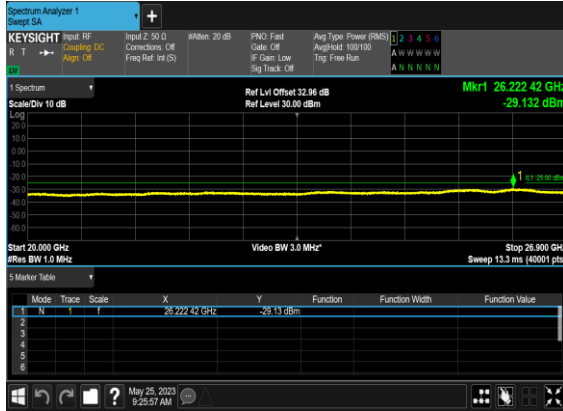 Spectrum Analyzer 1
Swept SA
KEYSIGHT
R T
Input: RF
Coupling: DC
Align: Off
Input Z: 50 Ω
Corrections: Off
Freq Ref: Int (S)
#Atten: 20 dB
PNO: Fast
Gate: Off
IF Gain: Low
Sig Track: Off
Avg Type: Power (RMS)
Avg|Hold: 100/100
Trig: Free Run
1 2 3 4 5 6
A W W W W W
A N N N N N
1 Spectrum
Scale/Div 10 dB
Ref Lvl Offset 32.96 dB
Ref Level 30.00 dBm
Mkr1 26.222 42 GHz
-29.132 dBm
Log
20.0
10.0
0.00
-10.0
-20.0
-30.0
-40.0
-50.0
-60.0
1
DL1 -25.00 dBm
Start 20.000 GHz
#Res BW 1.0 MHz
Video BW 3.0 MHz*
Stop 26.900 GHz
Sweep 13.3 ms (40001 pts)
5 Marker Table
Mode Trace Scale X Y Function Function Width Function Value
1 N 1 f 26.222 42 GHz -29.13 dBm
2
3
4
5
6
May 25, 2023
9:25:57 AM